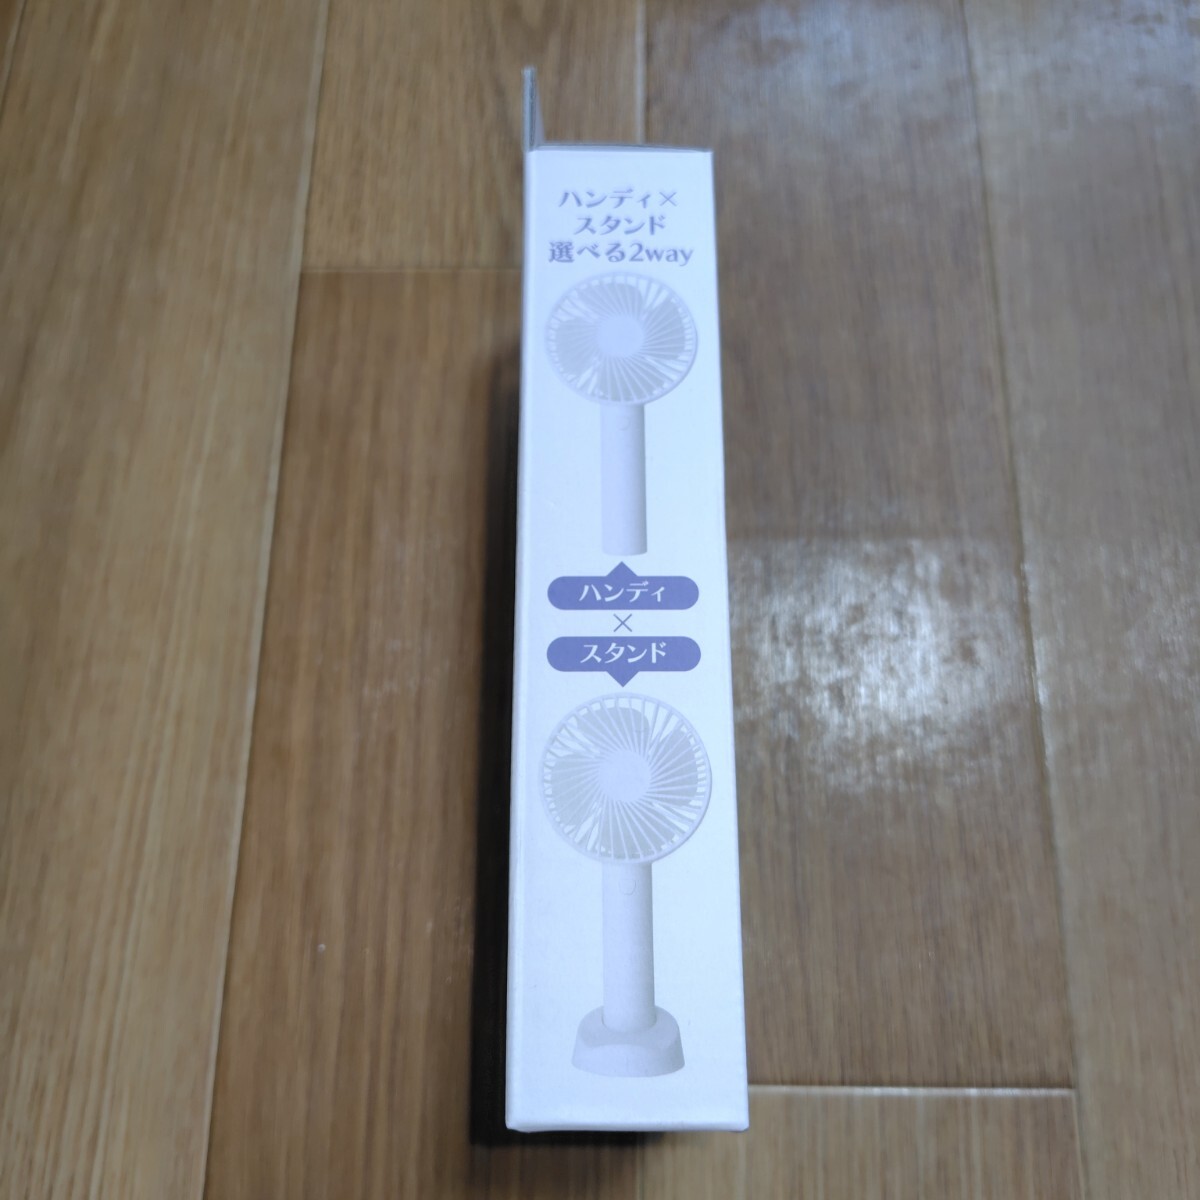 ハンディ×
スタンド
選べる2way
ハンディ
×
スタンド